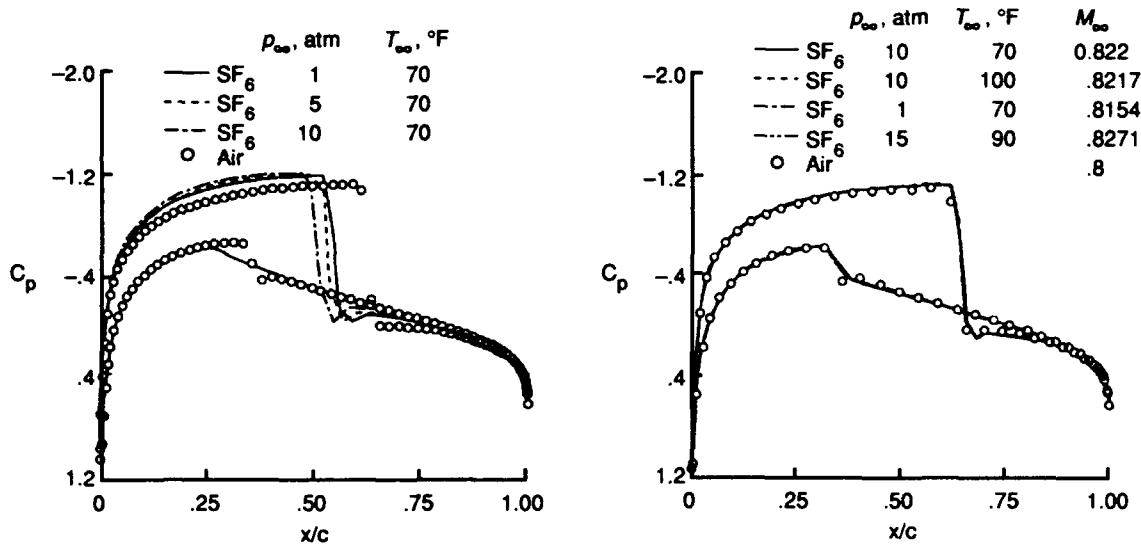 p∞, atm T∞, °F
SF6 1 70
SF6 5 70
SF6 10 70
Air
-2.0
-1.2
-.4
.4
1.2
Cp
0 .25 .50 .75 1.00
x/c
p∞, atm T∞, °F M∞
SF6 10 70 0.822
SF6 10 100 .8217
SF6 1 70 .8154
SF6 15 90 .8271
Air .8
-2.0
-1.2
-.4
.4
1.2
Cp
0 .25 .50 .75 1.00
x/c